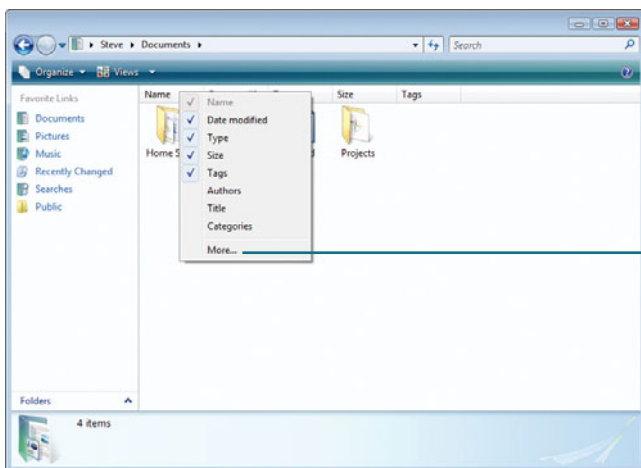 Steve Documents
Search
Organize Views
Favorite Links
Documents
Pictures
Music
Recently Changed
Searches
Public
Folders
Name Size Tags
Name
Date modified
Type
Size
Tags
Authors
Title
Categories
More...
Home S
Projects
4 items